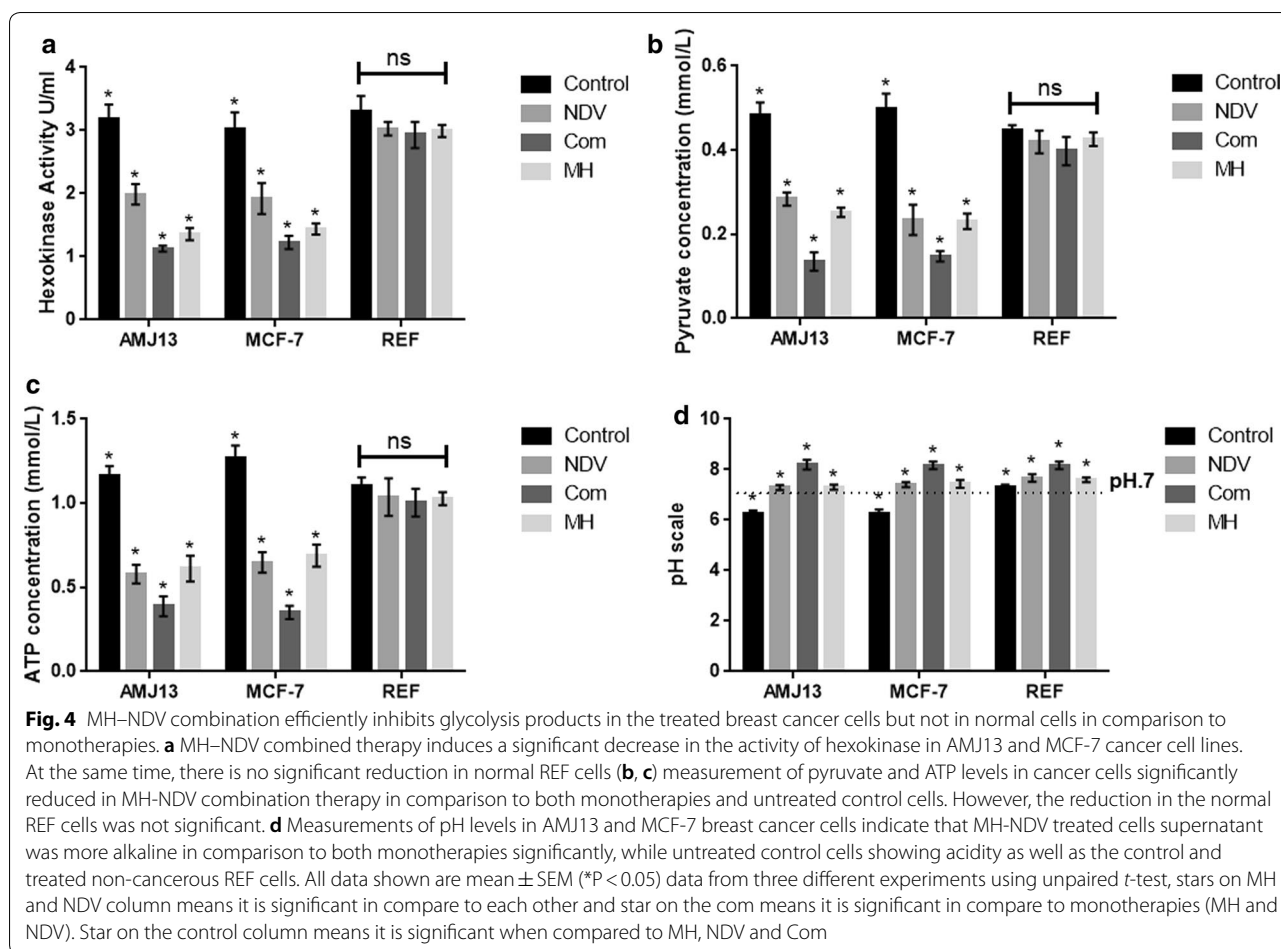 a
ns
Hexokinase Activity U/ml
4
3
2
1
0
* * * *
* * * *
AMJ13 MCF-7 REF
Control
NDV
Com
MH
b
ns
Pyruvate concentration (mmol/L)
0.6
0.4
0.2
0.0
* * * *
* * * *
AMJ13 MCF-7 REF
Control
NDV
Com
MH
c
ns
ATP concentration (mmol/L)
1.5
1.0
0.5
0.0
* * * *
* * * *
AMJ13 MCF-7 REF
Control
NDV
Com
MH
d
pH scale
10
8
6
4
2
0
* * * *
* * * *
* * * *
pH.7
AMJ13 MCF-7 REF
Control
NDV
Com
MH
Fig. 4 MH–NDV combination efficiently inhibits glycolysis products in the treated breast cancer cells but not in normal cells in comparison to
monotherapies. a MH–NDV combined therapy induces a significant decrease in the activity of hexokinase in AMJ13 and MCF-7 cancer cell lines.
At the same time, there is no significant reduction in normal REF cells (b, c) measurement of pyruvate and ATP levels in cancer cells significantly
reduced in MH-NDV combination therapy in comparison to both monotherapies and untreated control cells. However, the reduction in the normal
REF cells was not significant. d Measurements of pH levels in AMJ13 and MCF-7 breast cancer cells indicate that MH-NDV treated cells supernatant
was more alkaline in comparison to both monotherapies significantly, while untreated control cells showing acidity as well as the control and
treated non-cancerous REF cells. All data shown are mean ± SEM (*P < 0.05) data from three different experiments using unpaired t-test, stars on MH
and NDV column means it is significant in compare to each other and star on the com means it is significant in compare to monotherapies (MH and
NDV). Star on the control column means it is significant when compared to MH, NDV and Com